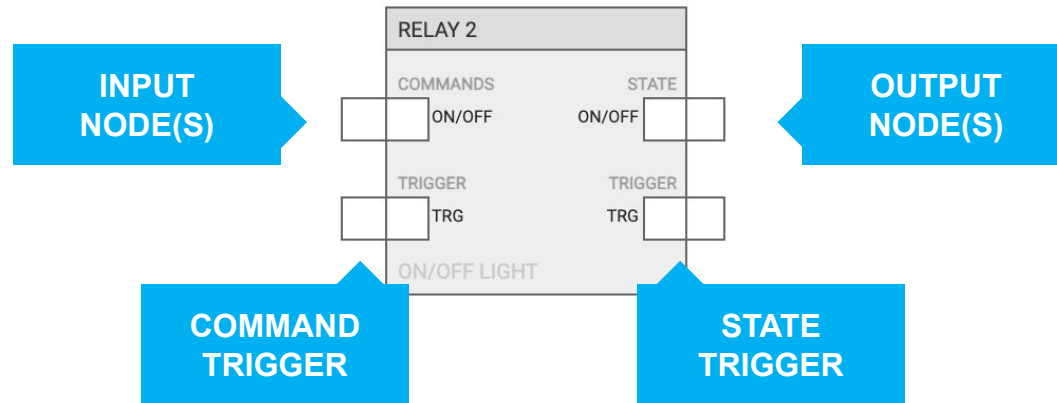 RELAY 2
INPUT
NODE(S)
COMMANDS
STATE
ON/OFF
ON/OFF
OUTPUT
NODE(S)
TRIGGER
TRIGGER
TRG
TRG
ON/OFF LIGHT
COMMAND
TRIGGER
STATE
TRIGGER